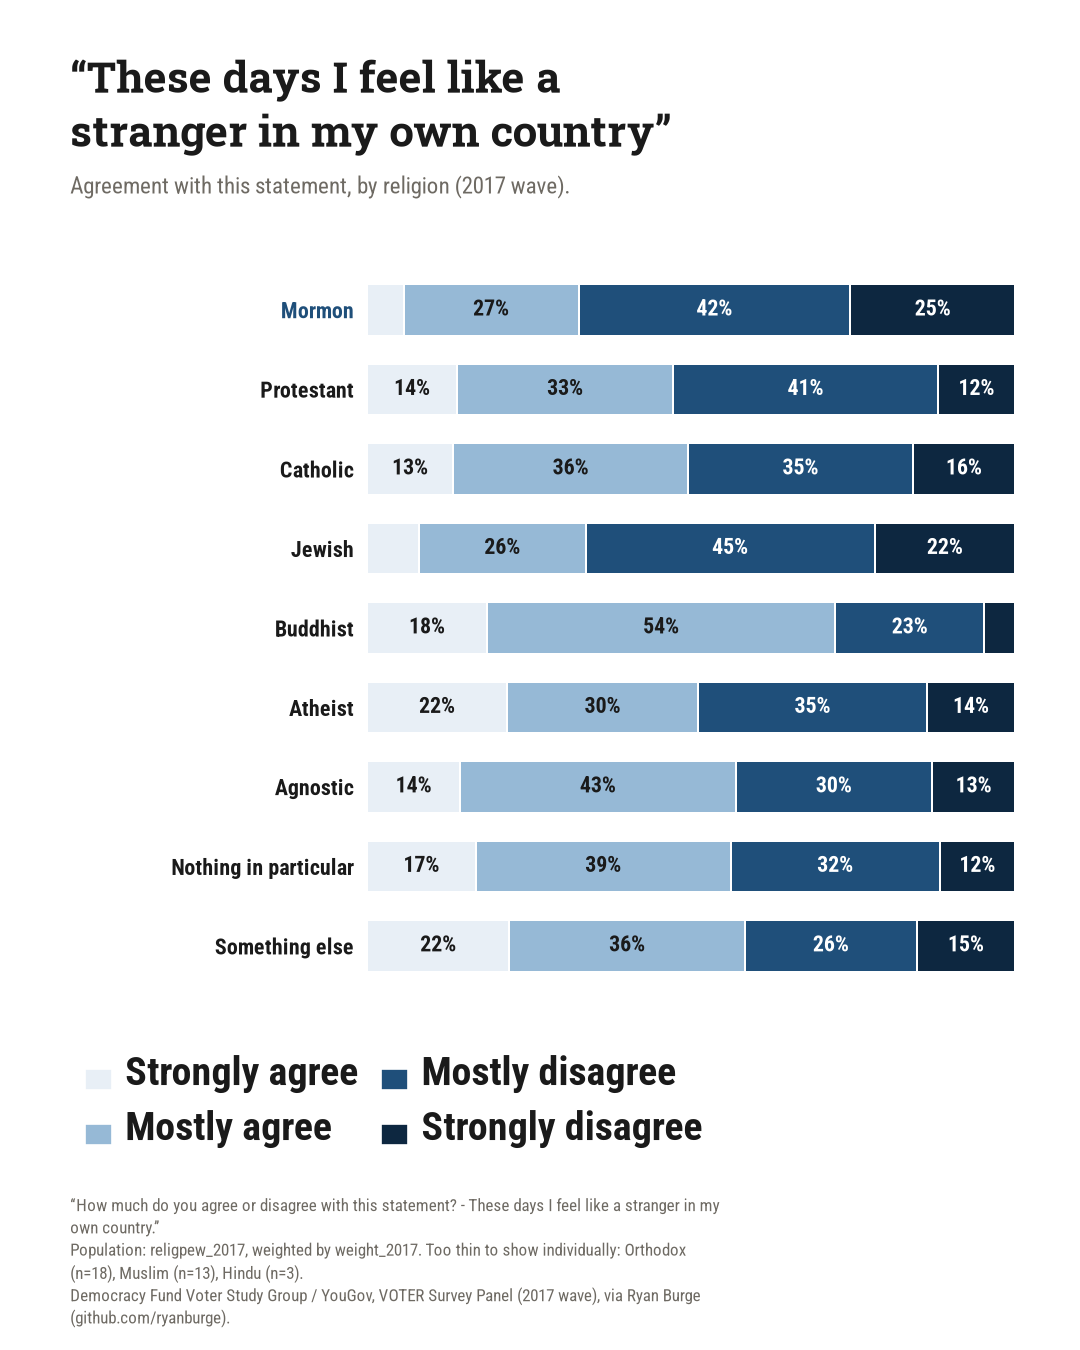 “These days I feel like a
stranger in my own country”
Agreement with this statement, by religion (2017 wave).
Mormon 27% 42% 25%
Protestant 14% 33% 41% 12%
Catholic 13% 36% 35% 16%
Jewish 26% 45% 22%
Buddhist 18% 54% 23%
Atheist 22% 30% 35% 14%
Agnostic 14% 43% 30% 13%
Nothing in particular 17% 39% 32% 12%
Something else 22% 36% 26% 15%
Strongly agree Mostly disagree
Mostly agree Strongly disagree
“How much do you agree or disagree with this statement? - These days I feel like a stranger in my
own country.”
Population: religpew_2017, weighted by weight_2017. Too thin to show individually: Orthodox
(n=18), Muslim (n=13), Hindu (n=3).
Democracy Fund Voter Study Group / YouGov, VOTER Survey Panel (2017 wave), via Ryan Burge
(github.com/ryanburge).